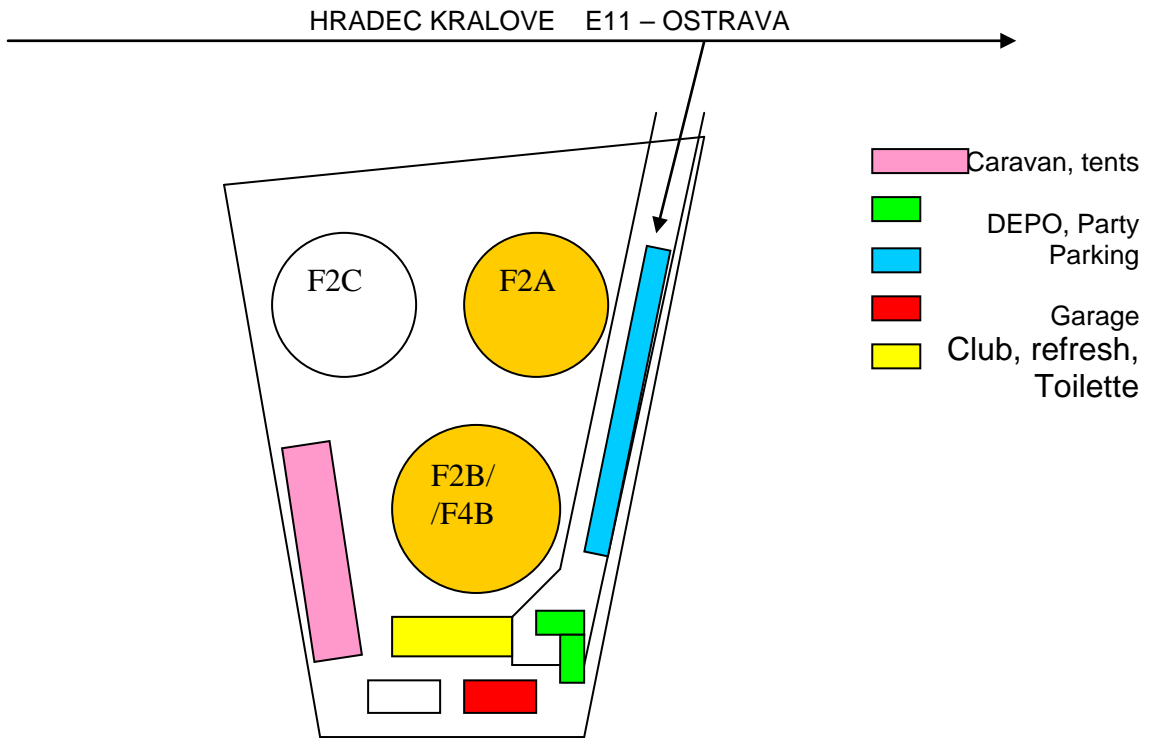 HRADEC KRALOVE E11 – OSTRAVA
F2C
F2A
F2B/
/F4B
Caravan, tents
DEPO, Party
Parking
Garage
Club, refresh,
Toilette